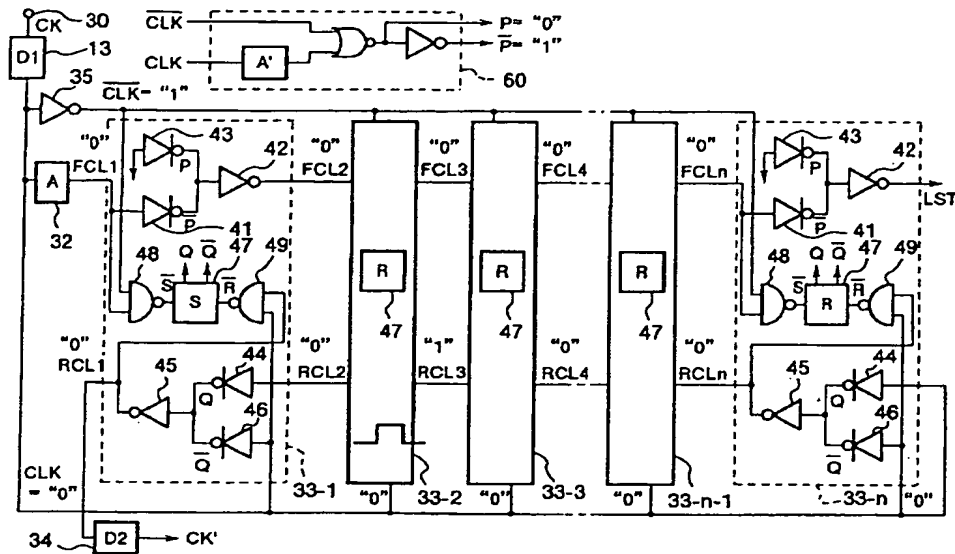 30
CK
D1
13
35
CLK
CLK
A'
P= "0"
P̅= "1"
60
C̅L̅K̅= "1"
"0"
FCL1
A
32
43
P
42
P̅
41
Q
Q̅
47
49
48
S̅
S
R̅
"0"
RCL1
45
44
Q
46
Q̅
33-1
CLK
= "0"
34
D2
CK'
"0"
FCL2
R
47
"0"
RCL2
"0"
33-2
"0"
FCL3
R
47
"1"
RCL3
"0"
33-3
"0"
FCL4
"0"
RCL4
R
47
"0"
33-n-1
"0"
FCLn
"0"
RCLn
43
P
42
LST
P̅
41
Q
Q̅
47
49
48
S̅
R
R̅
45
44
Q
46
Q̅
33-n
"0"